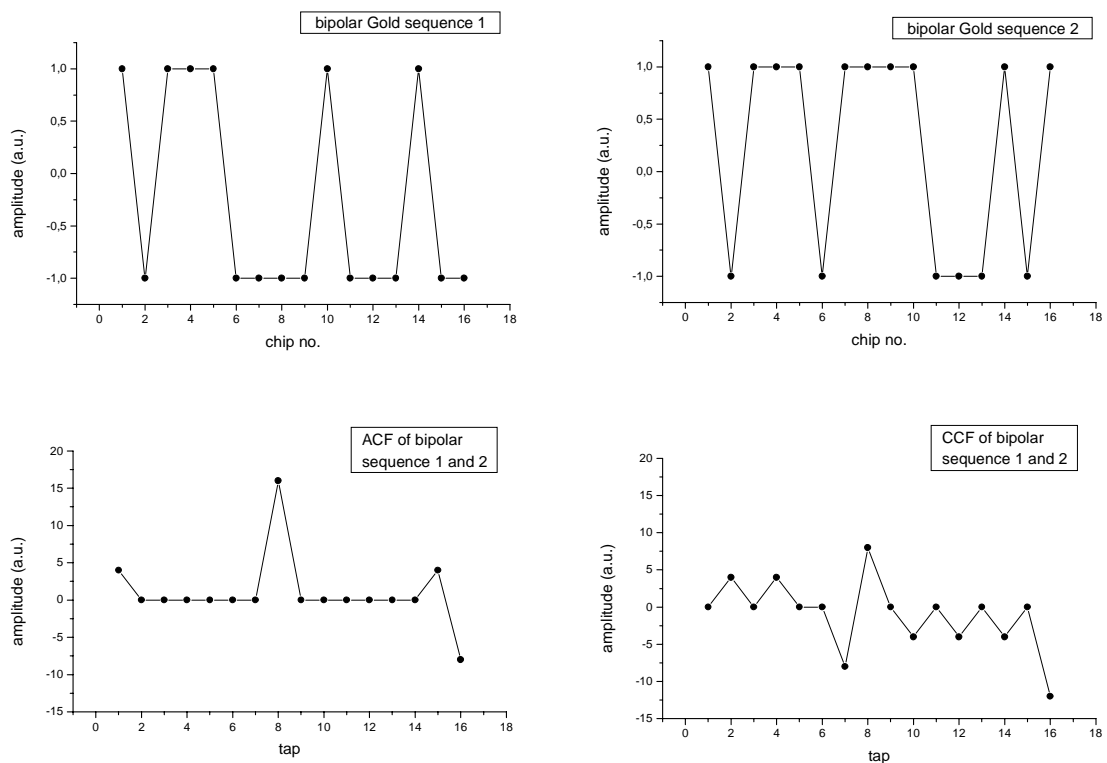 bipolar Gold sequence 1
1,0
0,5
0,0
-0,5
-1,0
amplitude (a.u.)
0 2 4 6 8 10 12 14 16 18
chip no.
bipolar Gold sequence 2
1,0
0,5
0,0
-0,5
-1,0
amplitude (a.u.)
0 2 4 6 8 10 12 14 16 18
chip no.
ACF of bipolar
sequence 1 and 2
20
15
10
5
0
-5
-10
-15
amplitude (a.u.)
0 2 4 6 8 10 12 14 16 18
tap
CCF of bipolar
sequence 1 and 2
20
15
10
5
0
-5
-10
-15
amplitude (a.u.)
0 2 4 6 8 10 12 14 16 18
tap